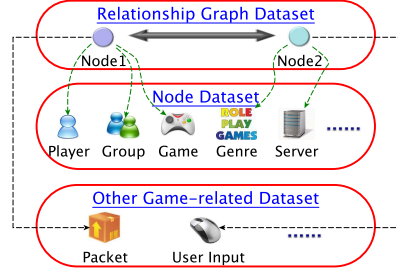 Relationship Graph Dataset
Node1 Node2
Node Dataset
ROLE
PLAY
GAMES
Player Group Game Genre Server ......
Other Game-related Dataset
......
Packet User Input